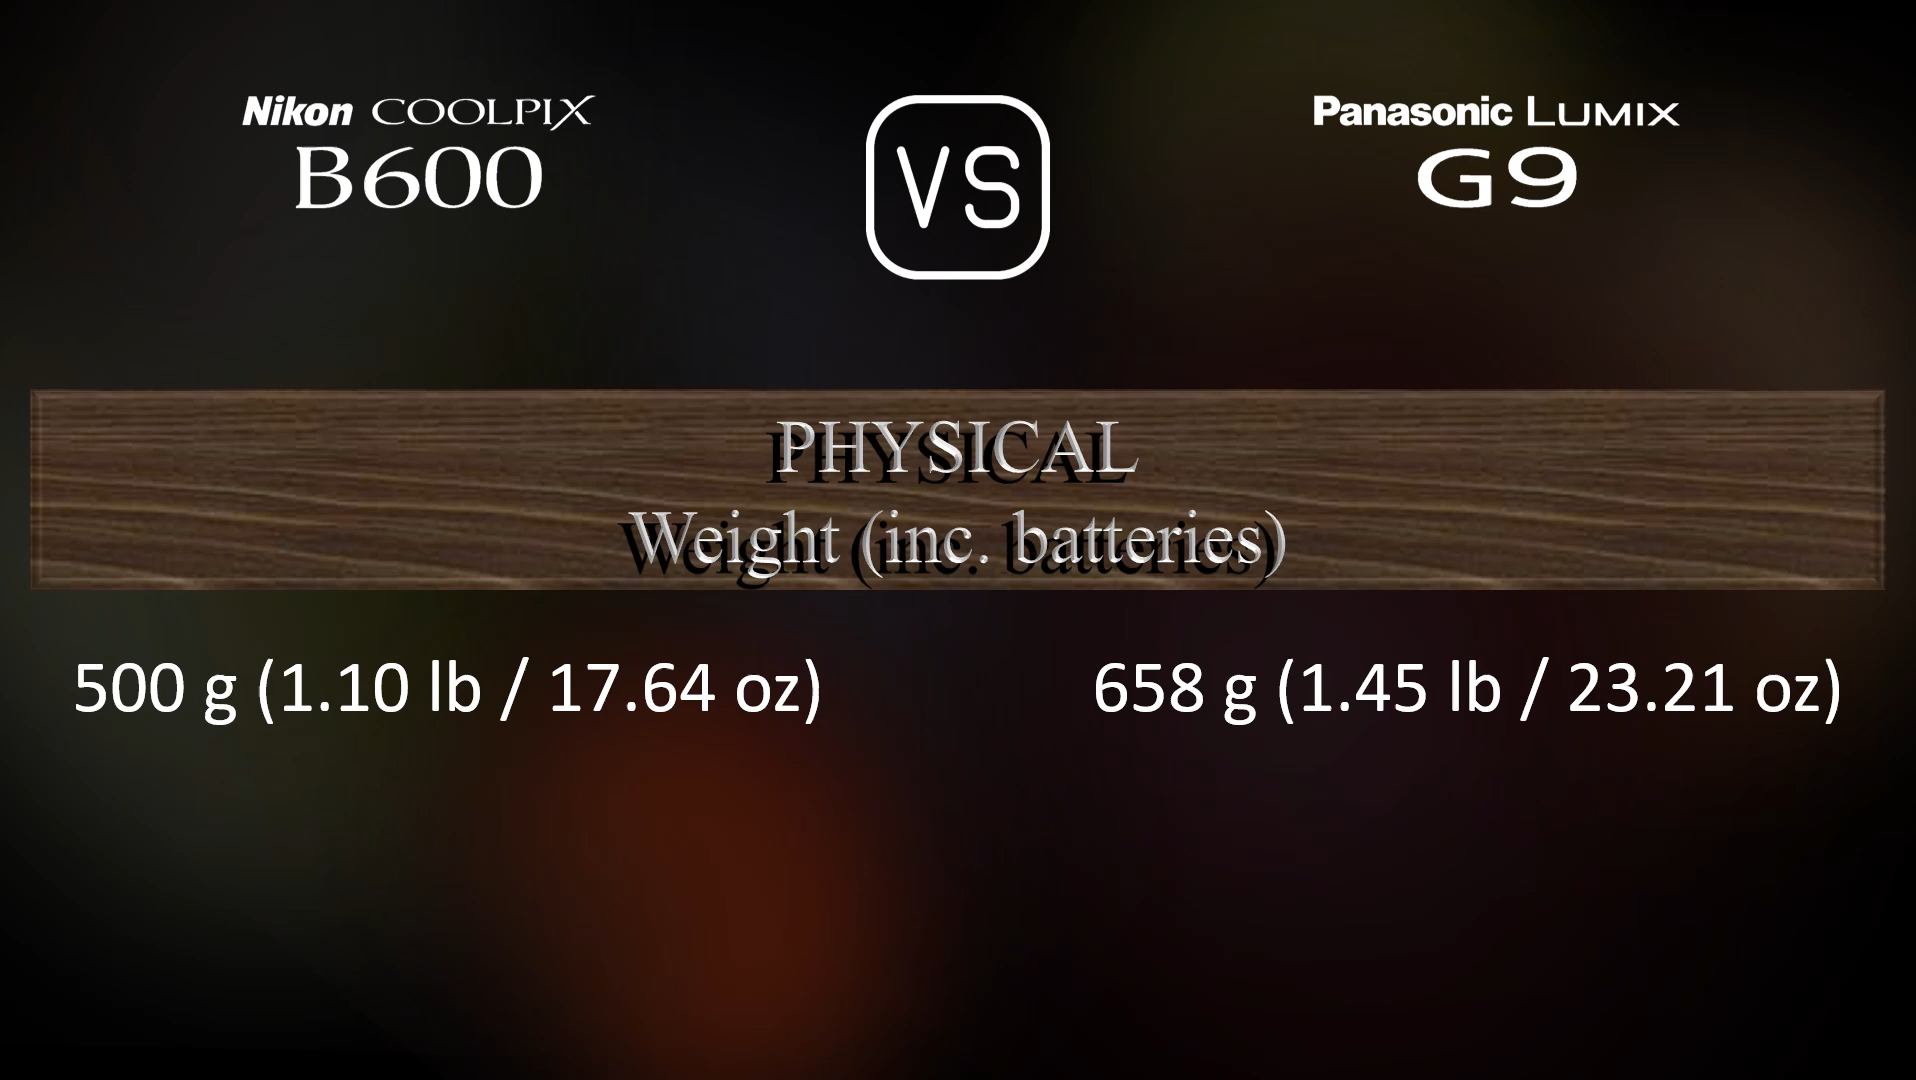 Nikon COOLPIX
B600
VS
Panasonic LUMIX
G9
PHYSICAL
Weight (inc. batteries)
500 g (1.10 lb / 17.64 oz)
658 g (1.45 lb / 23.21 oz)